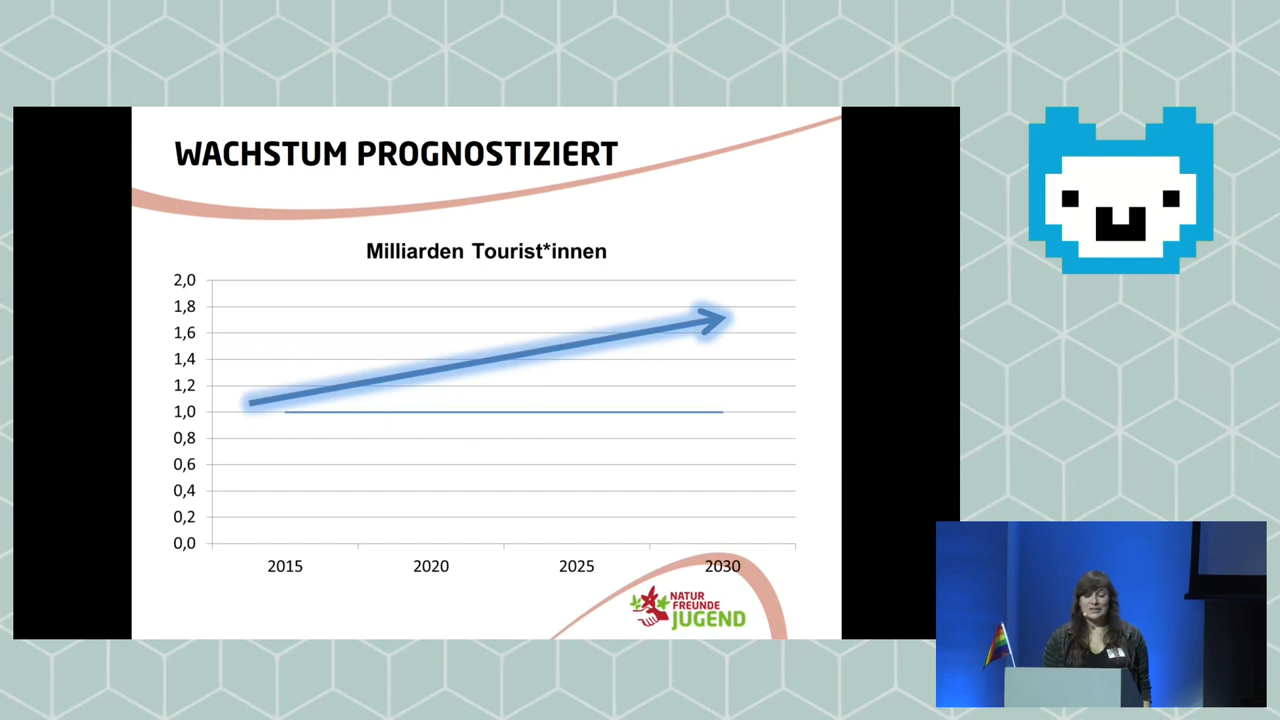 WACHSTUM PROGNOSTIZIERT
Milliarden Tourist*innen
2,0
1,8
1,6
1,4
1,2
1,0
0,8
0,6
0,4
0,2
0,0
2015 2020 2025 2030
NATUR
FREUNDE
JUGEND